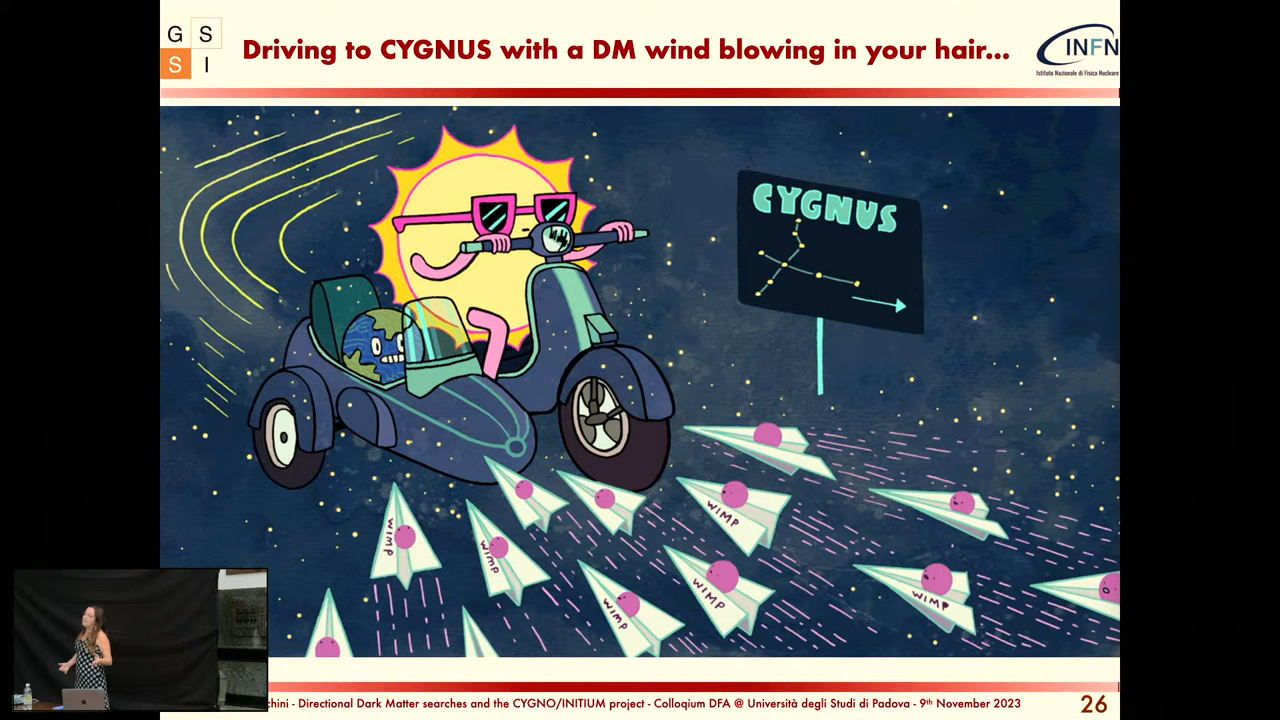 G S
S I
Driving to CYGNUS with a DM wind blowing in your hair...
INFN
Istituto Nazionale di Fisica Nucleare
CYGNUS
WIMP
WIMP
WIMP
WIMP
WIMP
WIMP
chini - Directional Dark Matter searches and the CYGNO/INITIUM project - Colloqium DFA @ Università degli Studi di Padova - 9th November 2023
26